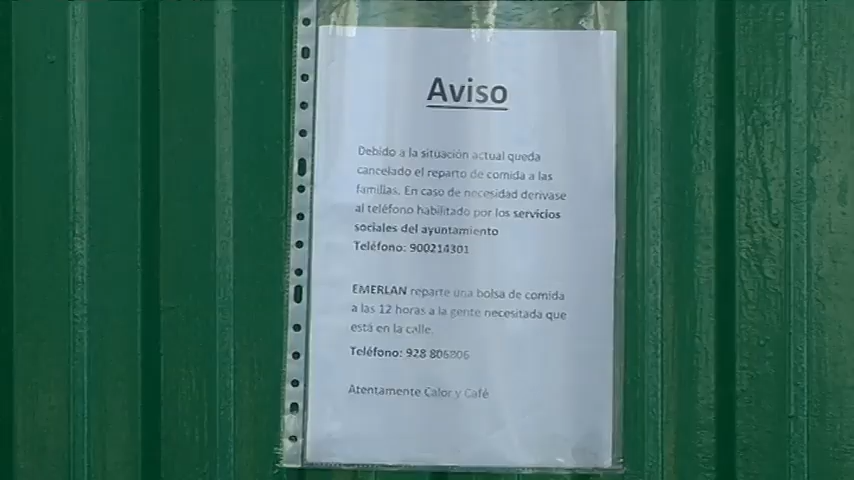 Aviso
Debido a la situación actual queda
cancelado el reparto de comida a las
familias. En caso de necesidad derivase
al teléfono habilitado por los servicios
sociales del ayuntamiento
Teléfono: 900214301
EMERLAN reparte una bolsa de comida
a las 12 horas a la gente necesitada que
está en la calle.
Teléfono: 928 806806
Atentamente Calor y Café